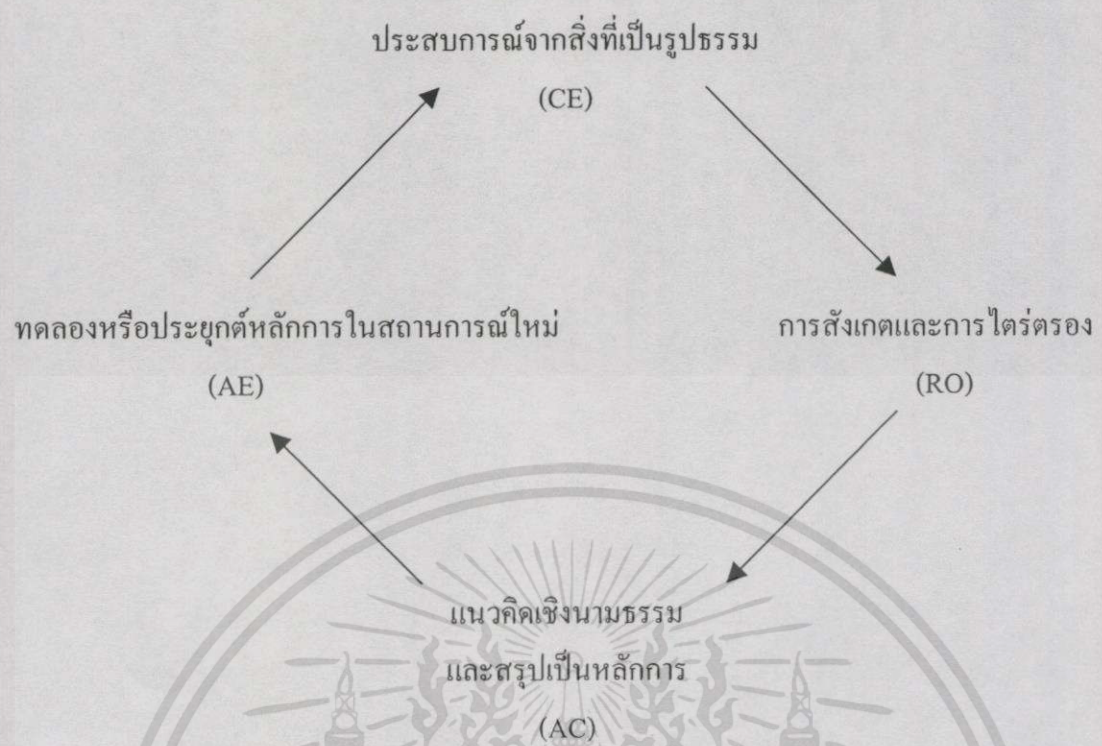 ประสบการณ์จากสิ่งที่เป็นรูปธรรม
(CE)
ทดลองหรือประยุกต์หลักการในสถานการณ์ใหม่
(AE)
การสังเกตและการไตร่ตรอง
(RO)
แนวคิดเชิงนามธรรม
และสรุปเป็นหลักการ
(AC)